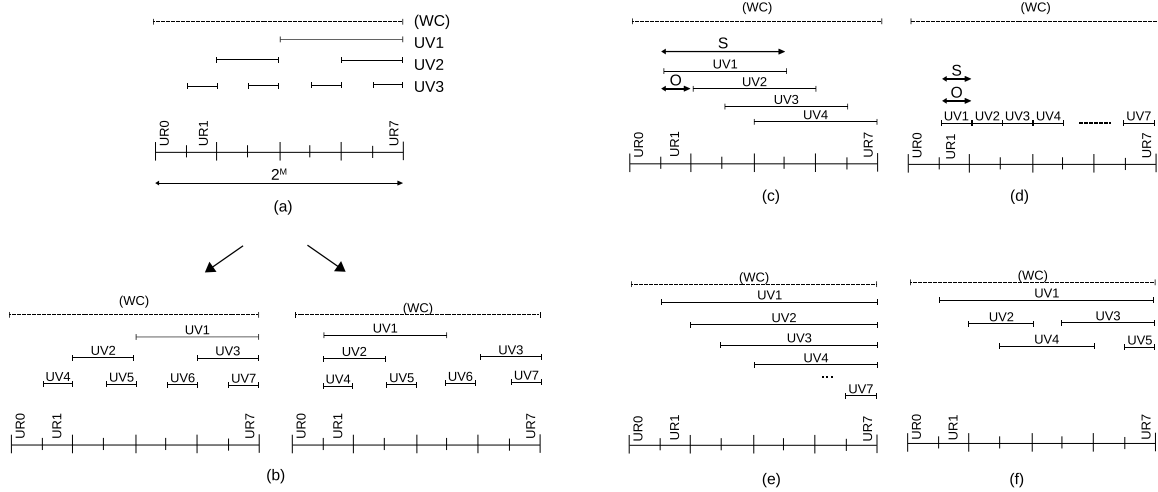 (WC)
UV1
UV2
UV3
UR0
UR1
UR7
2ᴹ
(a)
(WC)
UV1
UV2
UV3
UV4
UV5
UV6
UV7
UR0
UR1
UR7
(WC)
UV1
UV2
UV3
UV4
UV5
UV6
UV7
UR0
UR1
UR7
(b)
(WC)
S
UV1
O
UV2
UV3
UV4
UR0
UR1
UR7
(c)
(WC)
S
O
UV1
UV2
UV3
UV4
UV7
UR0
UR1
UR7
(d)
(WC)
UV1
UV2
UV3
UV4
...
UV7
UR0
UR1
UR7
(e)
(WC)
UV1
UV2
UV3
UV4
UV5
UR0
UR1
UR7
(f)